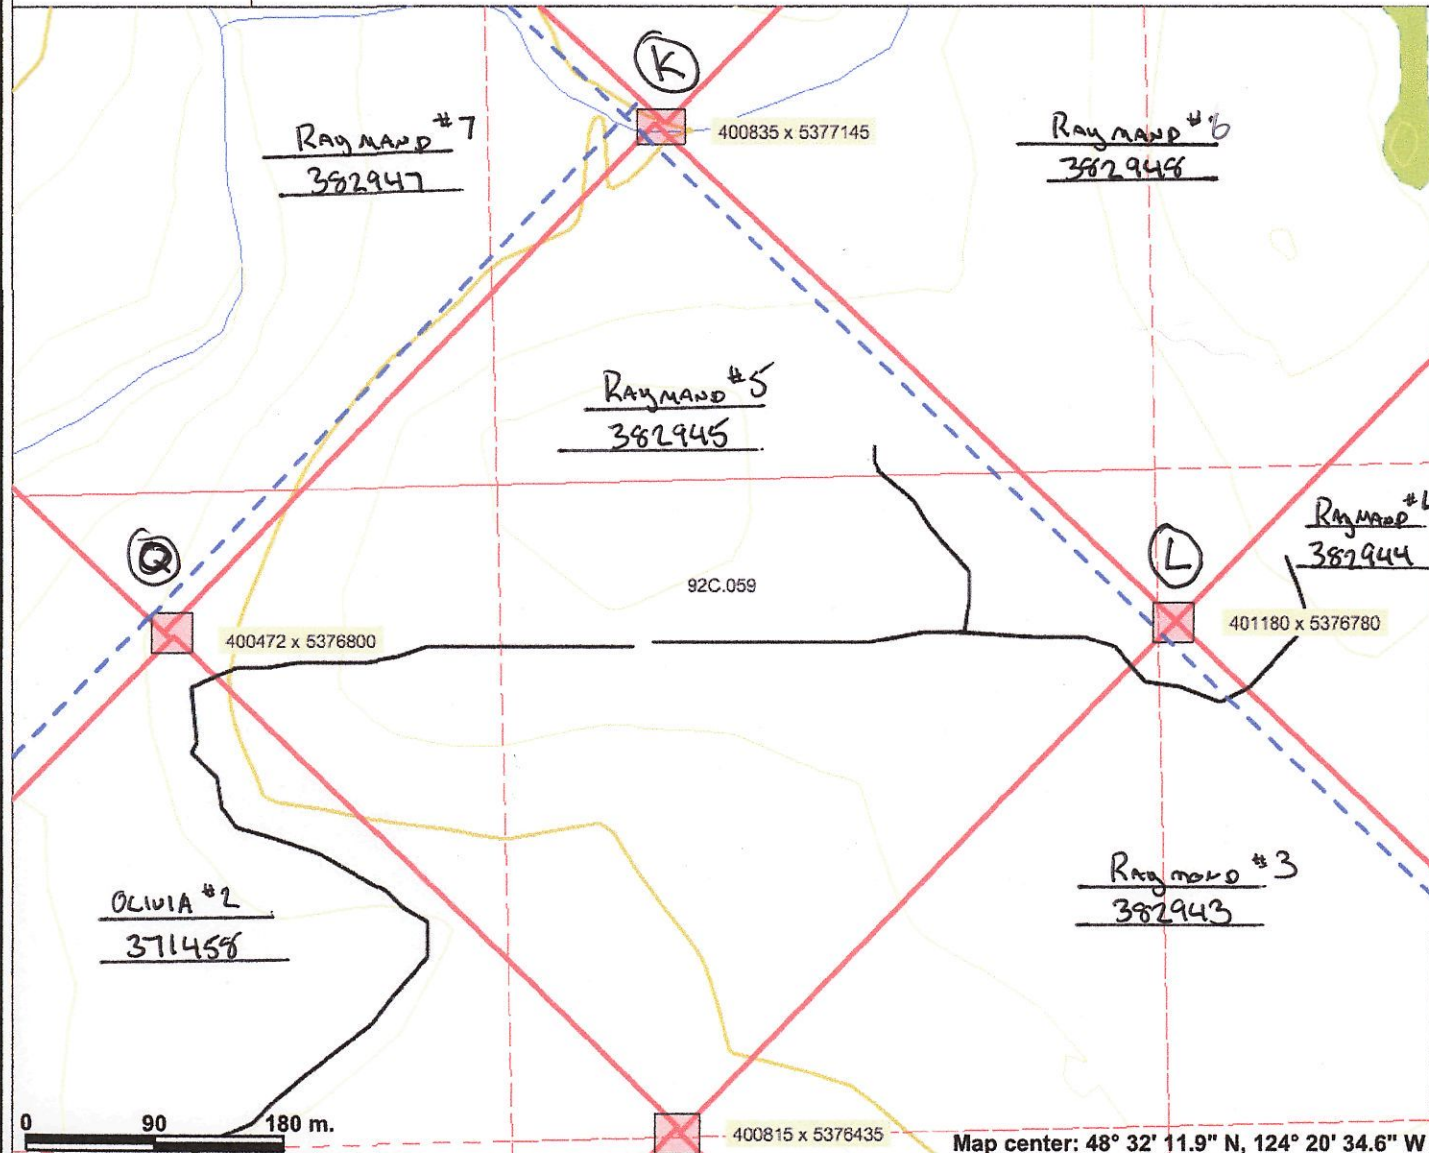 K
RAYMAND #7
382947
400835 x 5377145
RAYMAND #6
382948
RAYMAND #5
382945
RAYMAND #
382944
Q
L
92C.059
400472 x 5376800
401180 x 5376780
OLIVIA #2
371458
Raymond #3
382943
0 90 180 m.
400815 x 5376435
Map center: 48° 32' 11.9" N, 124° 20' 34.6" W